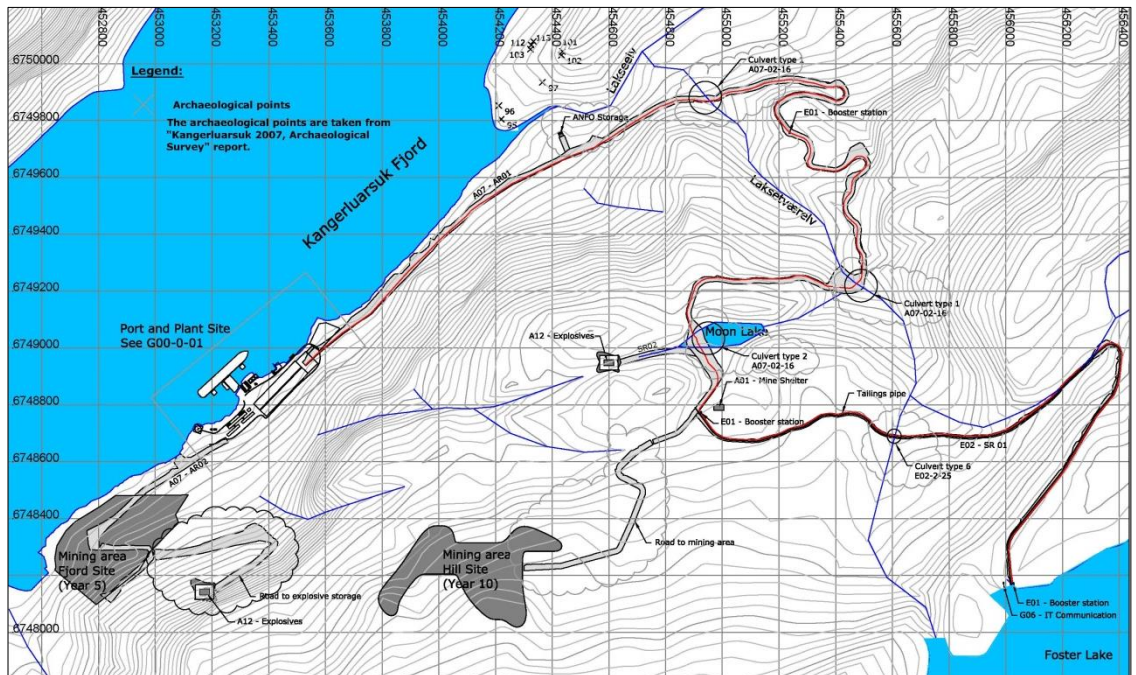 452800
453000
453200
453400
453600
453800
454000
454200
454400
454600
454800
455000
455200
455400
455600
455800
456000
456200
456400
6750000
6749800
6749600
6749400
6749200
6749000
6748800
6748600
6748400
6748000
Legend:
Archaeological points
The archaeological points are taken from
"Kangerluarsuk 2007, Archaeological
Survey" report.
112
113
103
101
102
97
96
95
Lakseelv
Culvert type 1
A07-02-16
E01 - Booster station
ANFO Storage
A07 - AR01
Kangerluarsuk Fjord
Laksetværelv
Culvert type 1
A07-02-16
Port and Plant Site
See G00-0-01
A12 - Explosives
SR02
Moon Lake
Culvert type 2
A07-02-16
A01 - Mine Shelter
Tailings pipe
E01 - Booster station
E02 - SR 01
Culvert type 6
E02-2-25
A07 - AR02
Mining area
Fjord Site
(Year 5)
Road to explosive storage
A12 - Explosives
Mining area
Hill Site
(Year 10)
Road to mining area
E01 - Booster station
G06 - IT Communication
Foster Lake